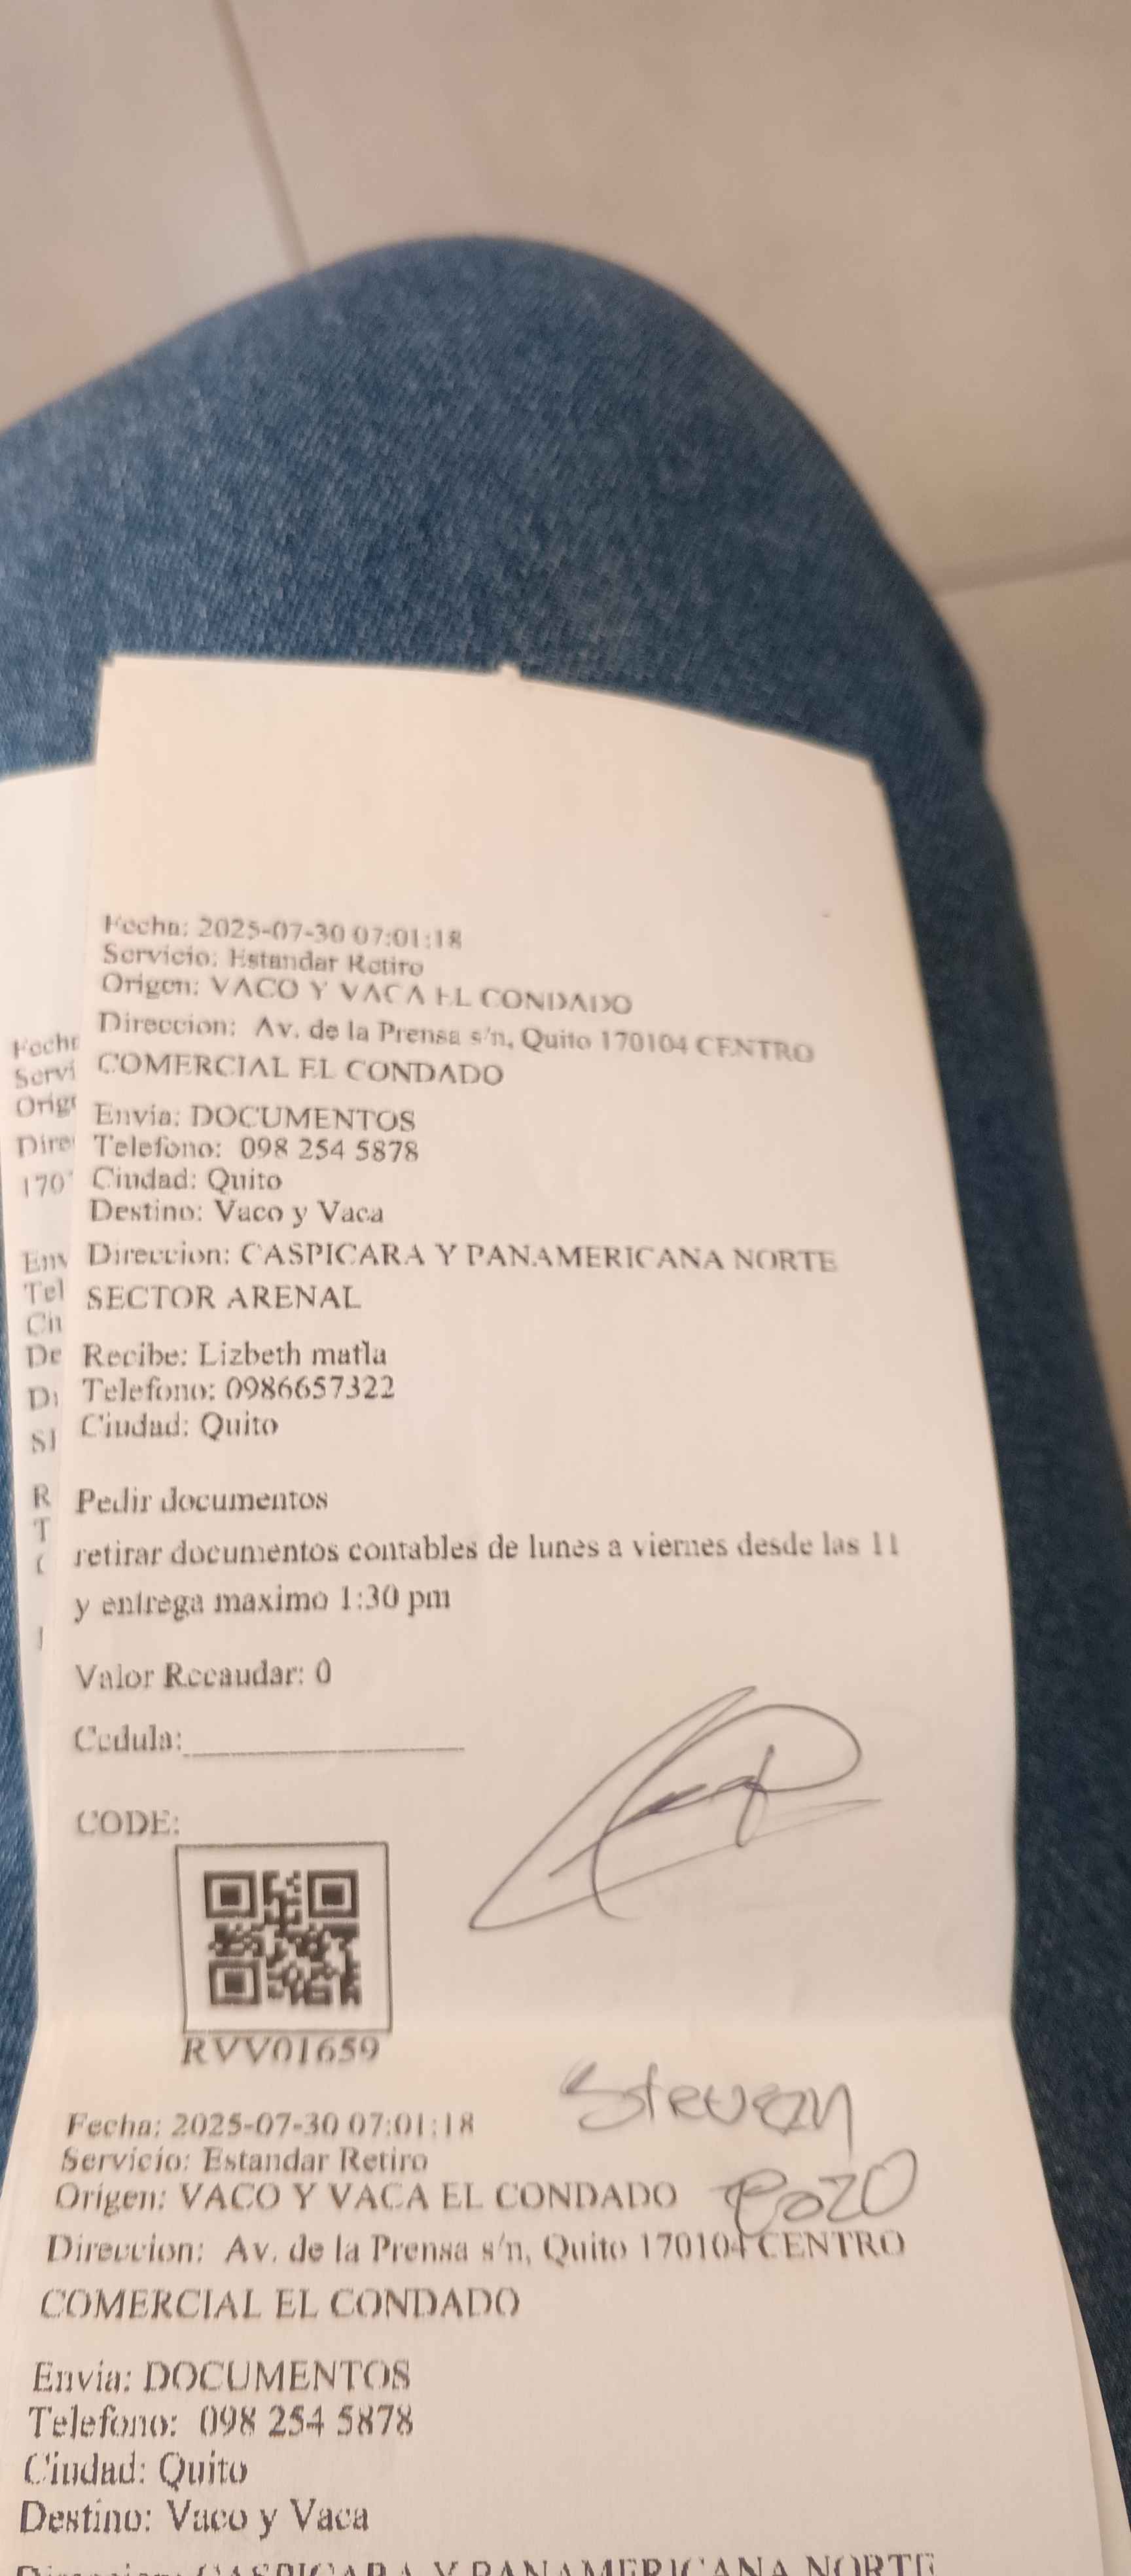 Fecha: 2025-07-30 07:01:18
Servicio: Estandar Retiro
Origen: VACO Y VACA EL CONDADO
Direccion: Av. de la Prensa s/n, Quito 170104 CENTRO
COMERCIAL EL CONDADO
Envia: DOCUMENTOS
Telefono: 098 254 5878
Ciudad: Quito
Destino: Vaco y Vaca
Direccion: CASPICARA Y PANAMERICANA NORTE
SECTOR ARENAL
Recibe: Lizbeth matla
Telefono: 0986657322
Ciudad: Quito
Pedir documentos
retirar documentos contables de lunes a viernes desde las 11
y entrega maximo 1:30 pm
Valor Recaudar: 0
Cedula:
CODE:
RVV01659
Steven
Pozo
Fecha: 2025-07-30 07:01:18
Servicio: Estandar Retiro
Origen: VACO Y VACA EL CONDADO
Direccion: Av. de la Prensa s/n, Quito 170104 CENTRO
COMERCIAL EL CONDADO
Envia: DOCUMENTOS
Telefono: 098 254 5878
Ciudad: Quito
Destino: Vaco y Vaca
Direccion: CASPICARA Y PANAMERICANA NORTE